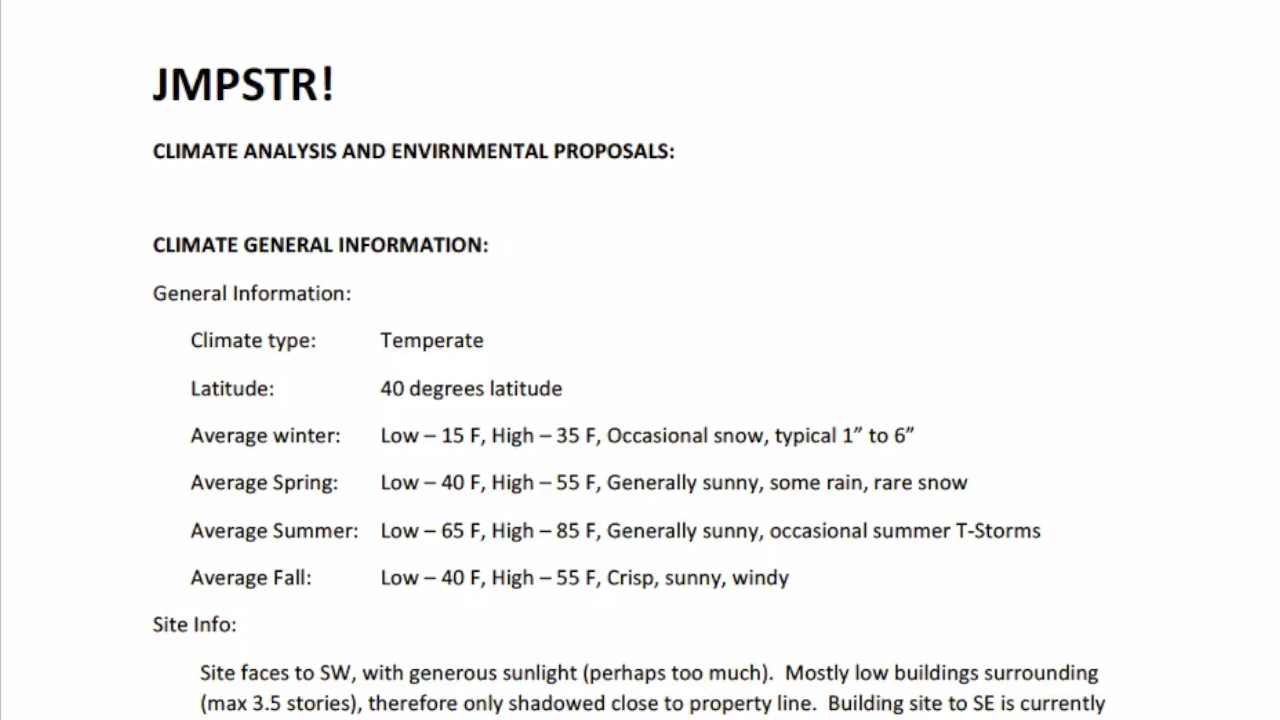 JMPSTR!
CLIMATE ANALYSIS AND ENVIRNMENTAL PROPOSALS:
CLIMATE GENERAL INFORMATION:
General Information:
Climate type: Temperate
Latitude: 40 degrees latitude
Average winter: Low – 15 F, High – 35 F, Occasional snow, typical 1” to 6”
Average Spring: Low – 40 F, High – 55 F, Generally sunny, some rain, rare snow
Average Summer: Low – 65 F, High – 85 F, Generally sunny, occasional summer T-Storms
Average Fall: Low – 40 F, High – 55 F, Crisp, sunny, windy
Site Info:
Site faces to SW, with generous sunlight (perhaps too much). Mostly low buildings surrounding
(max 3.5 stories), therefore only shadowed close to property line. Building site to SE is currently